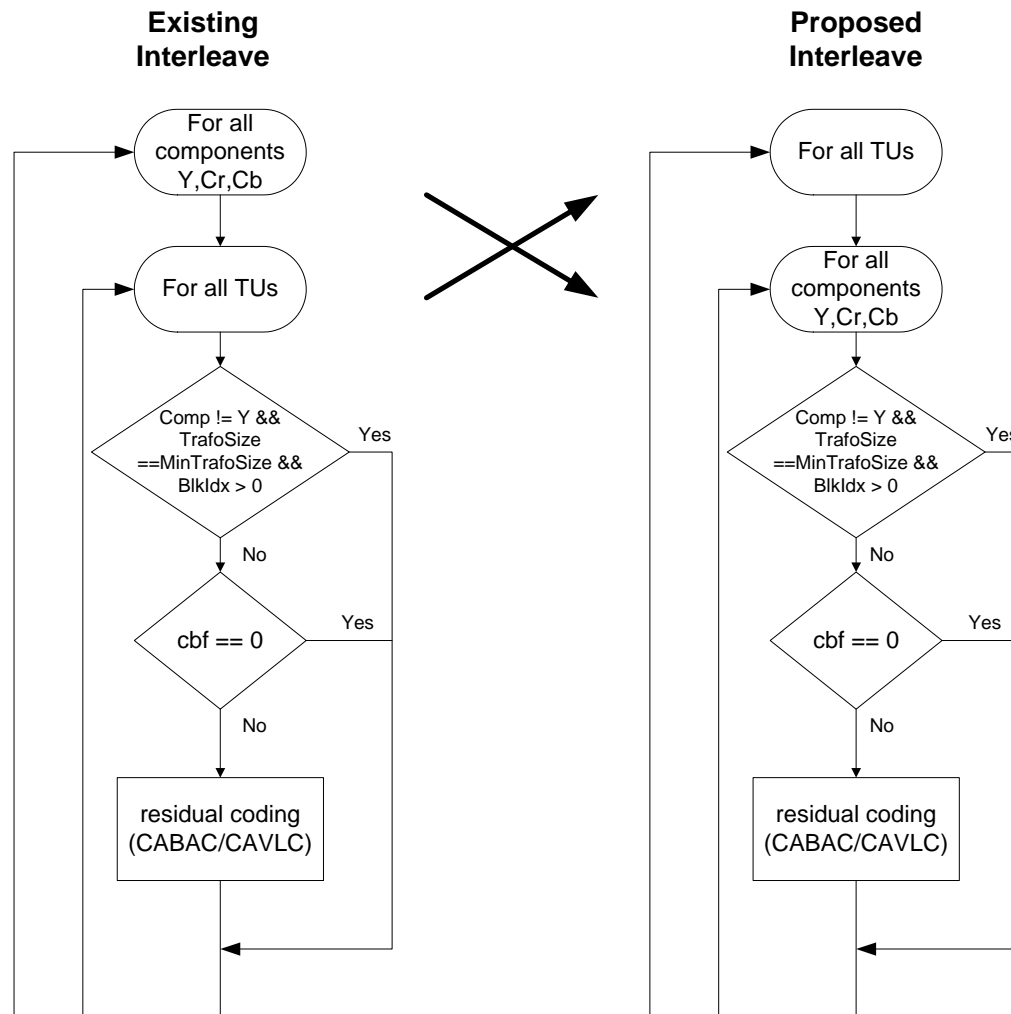 Existing
Interleave
For all
components
Y,Cr,Cb
For all TUs
Comp != Y &&
TrafoSize
==MinTrafoSize &&
BlkIdx > 0
Yes
No
cbf == 0
Yes
No
residual coding
(CABAC/CAVLC)
Proposed
Interleave
For all TUs
For all
components
Y,Cr,Cb
Comp != Y &&
TrafoSize
==MinTrafoSize &&
BlkIdx > 0
Yes
No
cbf == 0
Yes
No
residual coding
(CABAC/CAVLC)